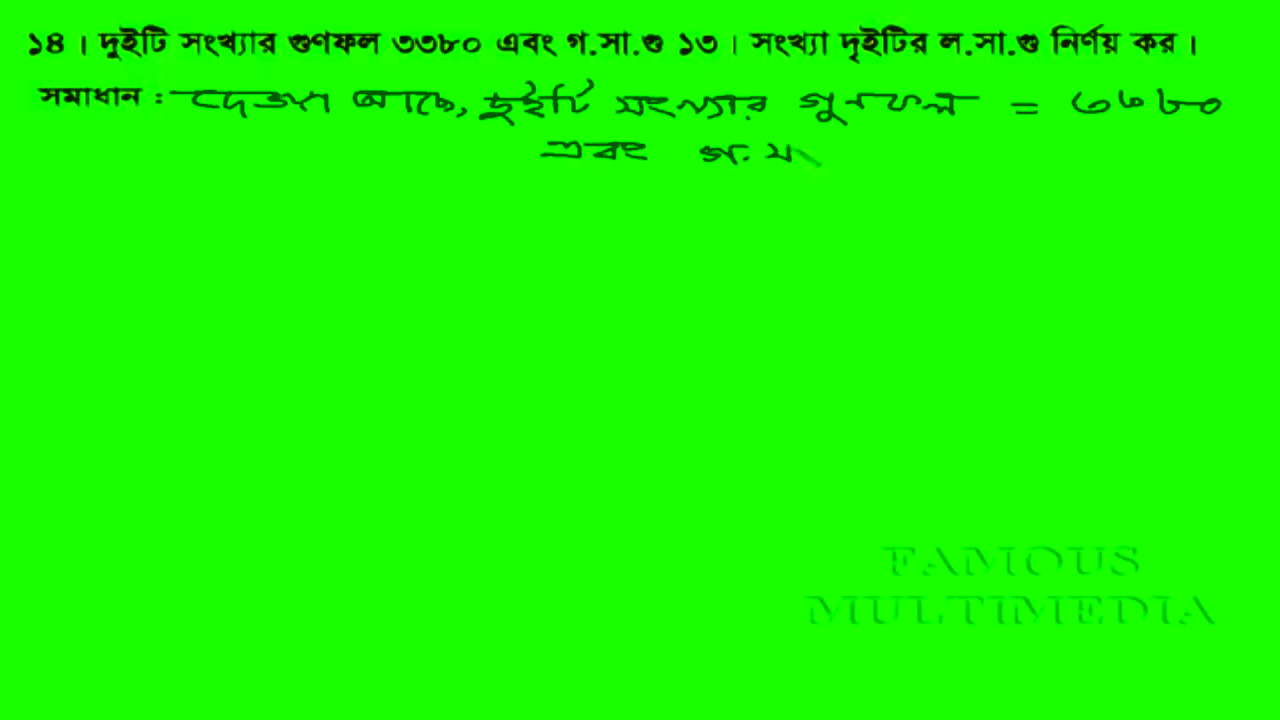 ১৪। দুইটি সংখ্যার গুণফল ৩৩৮০ এবং গ.সা.গু ১৩। সংখ্যা দৃইটির ল.সা.গু নির্ণয় কর।
সমাধান : দেওয়া আছে, দুইটি সংখ্যার গুণফল = ৩৩৮০
এবং গ. স
FAMOUS
MULTIMEDIA